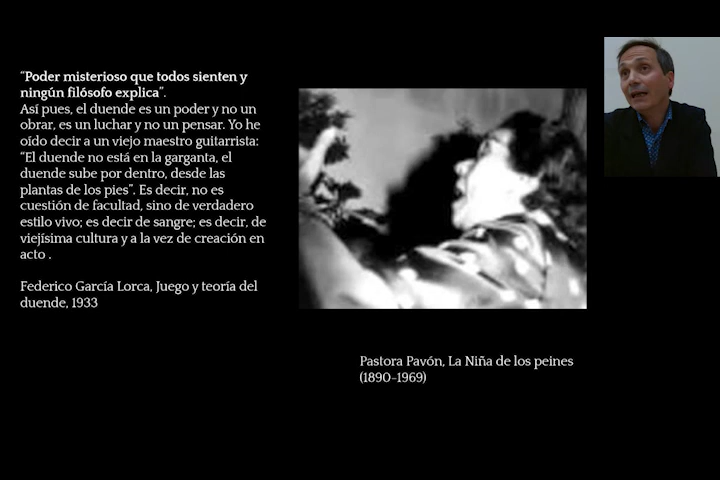 “Poder misterioso que todos sienten y
ningún filósofo explica”.
Así pues, el duende es un poder y no un
obrar, es un luchar y no un pensar. Yo he
oído decir a un viejo maestro guitarrista:
“El duende no está en la garganta, el
duende sube por dentro, desde las
plantas de los pies”. Es decir, no es
cuestión de facultad, sino de verdadero
estilo vivo; es decir de sangre; es decir, de
viejísima cultura y a la vez de creación en
acto .
Federico García Lorca, Juego y teoría del
duende, 1933
Pastora Pavón, La Niña de los peines
(1890-1969)